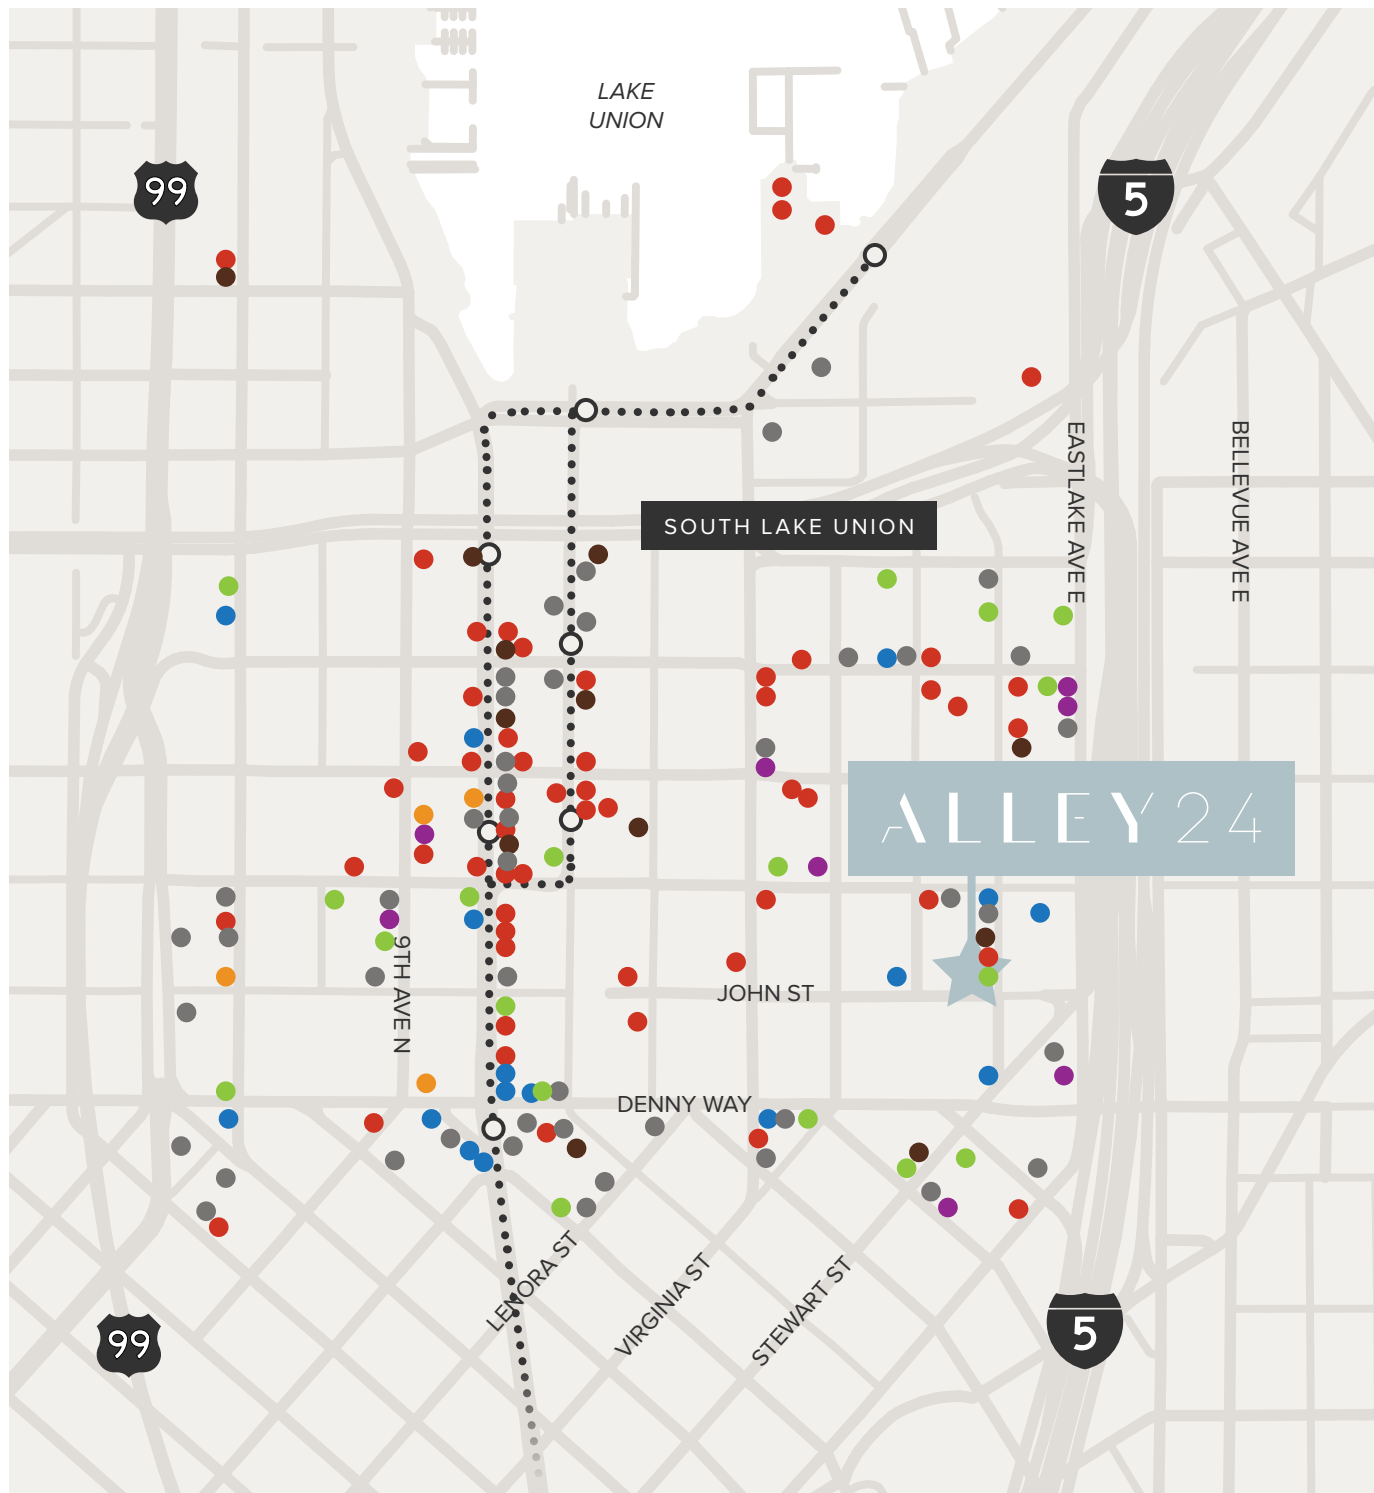 LAKE
UNION
99
5
EASTLAKE AVE E
BELLEVUE AVE E
SOUTH LAKE UNION
ALLEY24
9TH AVE N
JOHN ST
DENNY WAY
LENORA ST
VIRGINIA ST
STEWART ST
99
5